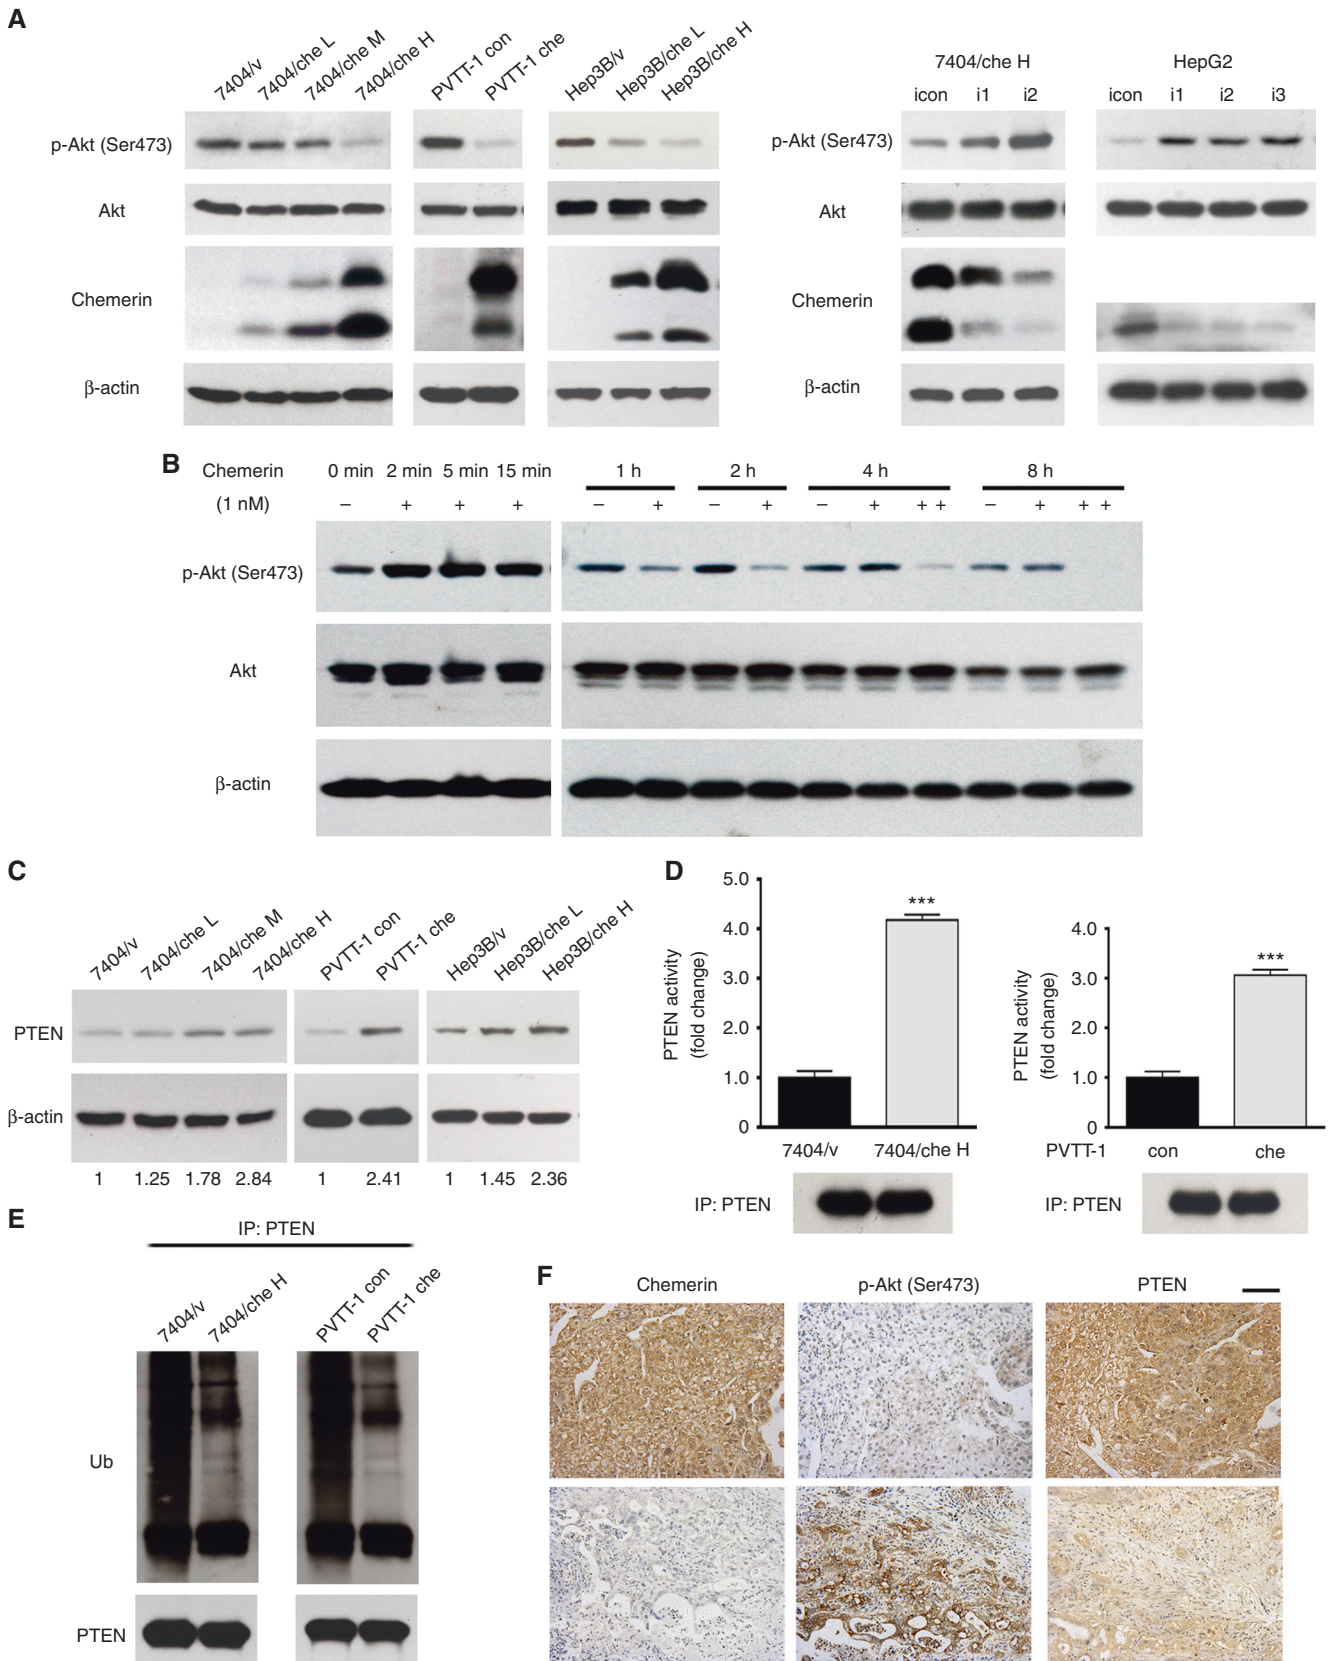 A
7404/v 7404/che L 7404/che M 7404/che H PVTT-1 con PVTT-1 che Hep3B/v Hep3B/che L Hep3B/che H
7404/che H HepG2
icon i1 i2 icon i1 i2 i3
p-Akt (Ser473) p-Akt (Ser473)
Akt Akt
Chemerin Chemerin
β-actin β-actin
B
Chemerin 0 min 2 min 5 min 15 min 1 h 2 h 4 h 8 h
(1 nM) – + + + – + – + – + + + – + + +
p-Akt (Ser473)
Akt
β-actin
C
7404/v 7404/che L 7404/che M 7404/che H PVTT-1 con PVTT-1 che Hep3B/v Hep3B/che L Hep3B/che H
PTEN
β-actin
1 1.25 1.78 2.84 1 2.41 1 1.45 2.36
D
PTEN activity
(fold change)
5.0
4.0
3.0
2.0
1.0
0
***
7404/v 7404/che H
IP: PTEN
PTEN activity
(fold change)
4.0
3.0
2.0
1.0
0
***
PVTT-1 con che
IP: PTEN
E
IP: PTEN
7404/v 7404/che H PVTT-1 con PVTT-1 che
Ub
PTEN
F
Chemerin p-Akt (Ser473) PTEN